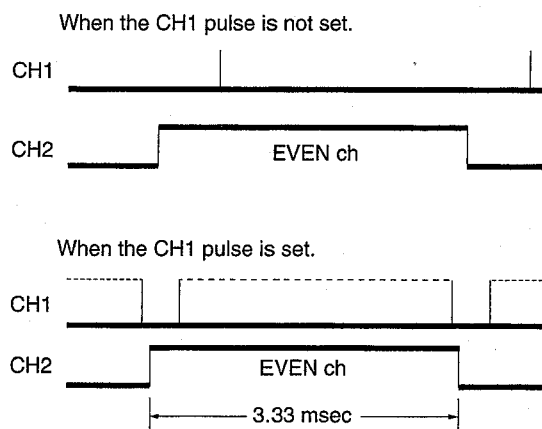 When the CH1 pulse is not set.
CH1
CH2
EVEN ch
When the CH1 pulse is set.
CH1
CH2
EVEN ch
3.33 msec